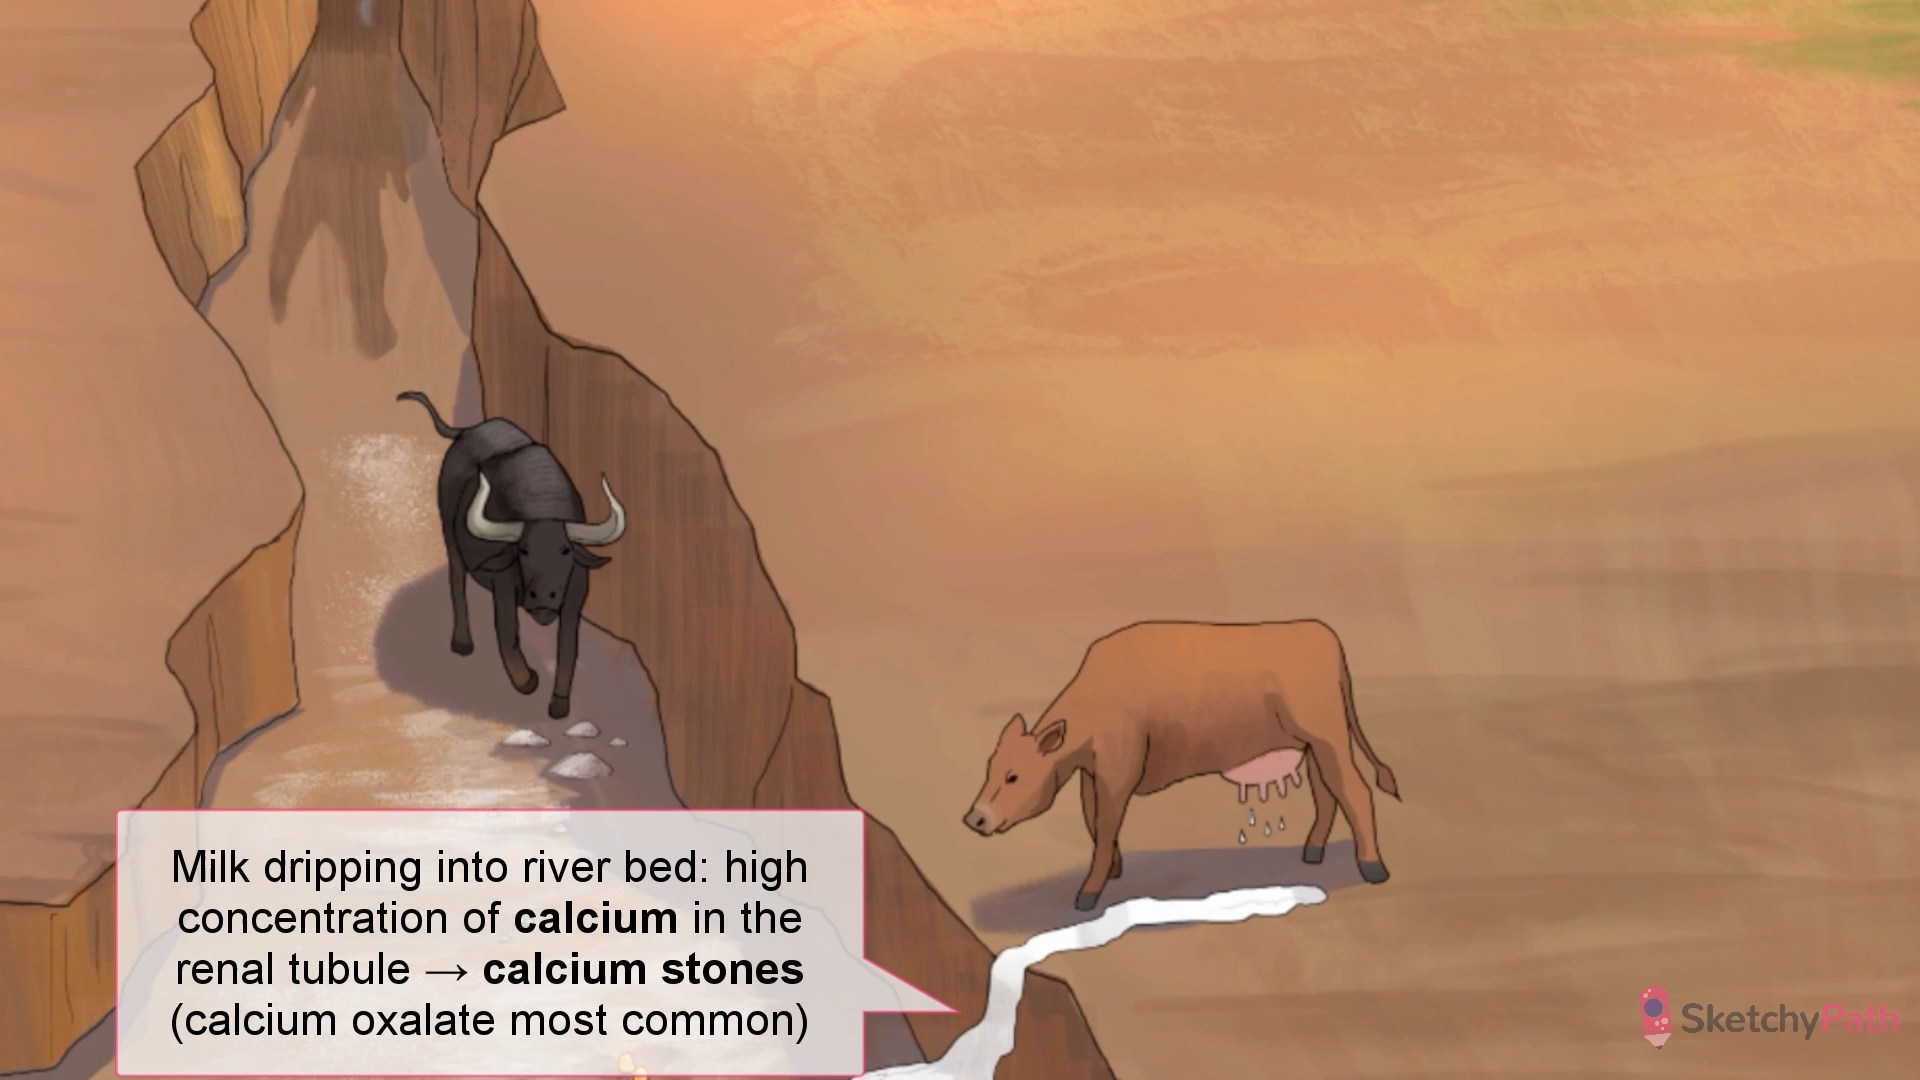 Milk dripping into river bed: high
concentration of calcium in the
renal tubule → calcium stones
(calcium oxalate most common)
SketchyPath